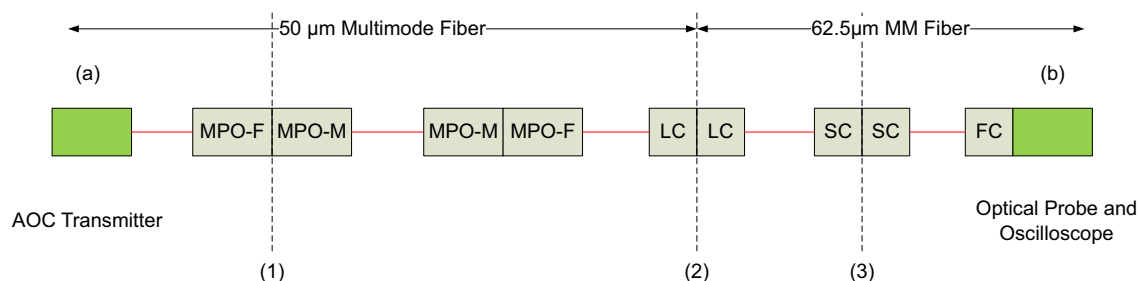 50 µm Multimode Fiber
62.5µm MM Fiber
(a)
(b)
MPO-F
MPO-M
MPO-M
MPO-F
LC
LC
SC
SC
FC
AOC Transmitter
Optical Probe and
Oscilloscope
(1)
(2)
(3)